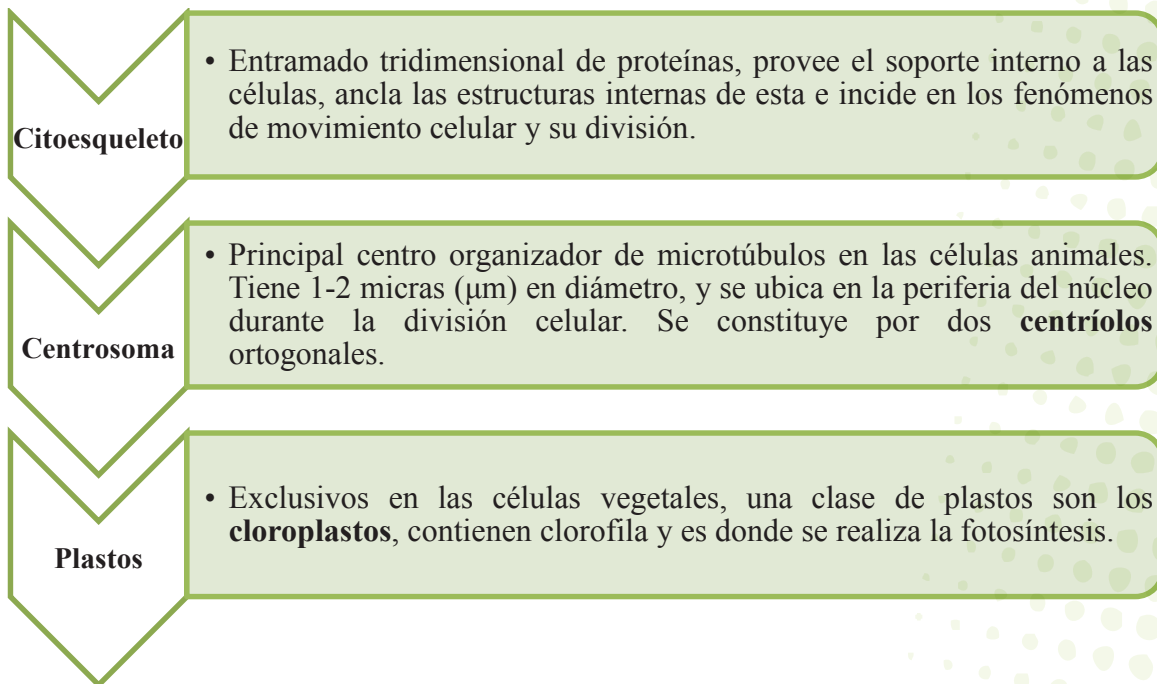 Citoesqueleto
• Entramado tridimensional de proteínas, provee el soporte interno a las
células, ancla las estructuras internas de esta e incide en los fenómenos
de movimiento celular y su división.
Centrosoma
• Principal centro organizador de microtúbulos en las células animales.
Tiene 1-2 micras (μm) en diámetro, y se ubica en la periferia del núcleo
durante la división celular. Se constituye por dos centríolos
ortogonales.
Plastos
• Exclusivos en las células vegetales, una clase de plastos son los
cloroplastos, contienen clorofila y es donde se realiza la fotosíntesis.